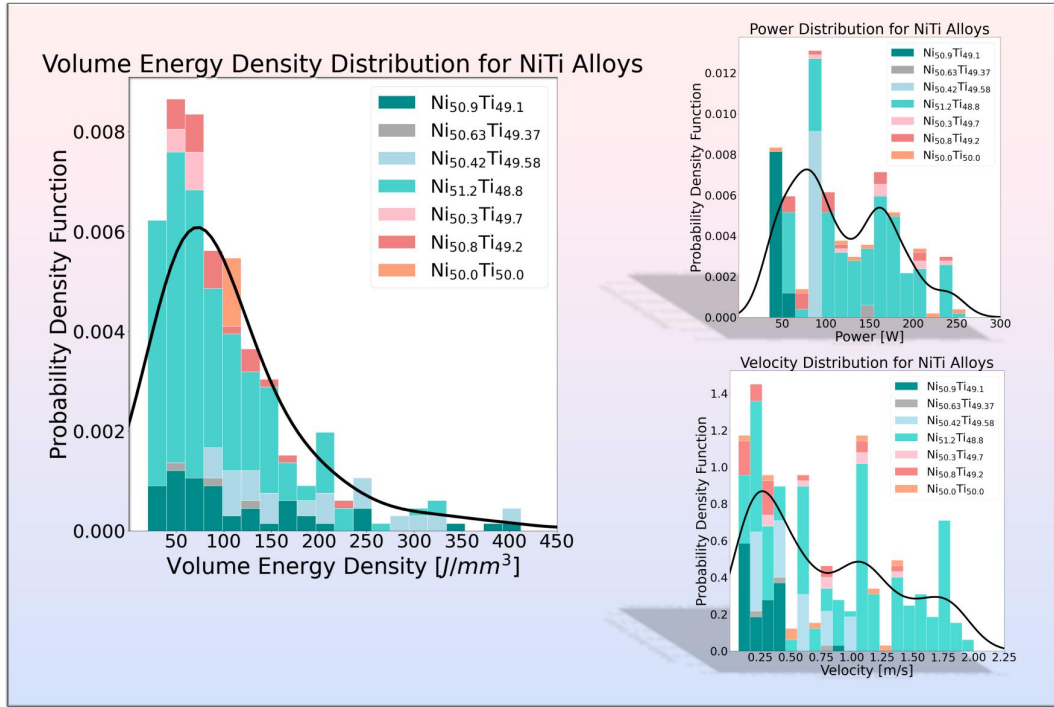 Volume Energy Density Distribution for NiTi Alloys
Probability Density Function
0.008
0.006
0.004
0.002
0.000
Ni50.9Ti49.1
Ni50.63Ti49.37
Ni50.42Ti49.58
Ni51.2Ti48.8
Ni50.3Ti49.7
Ni50.8Ti49.2
Ni50.0Ti50.0
50 100 150 200 250 300 350 400 450
Volume Energy Density [J/mm³]
Power Distribution for NiTi Alloys
Probability Density Function
0.012
0.010
0.008
0.006
0.004
0.002
0.000
Ni50.9Ti49.1
Ni50.63Ti49.37
Ni50.42Ti49.58
Ni51.2Ti48.8
Ni50.3Ti49.7
Ni50.8Ti49.2
Ni50.0Ti50.0
50 100 150 200 250 300
Power [W]
Velocity Distribution for NiTi Alloys
Probability Density Function
1.4
1.2
1.0
0.8
0.6
0.4
0.2
0.0
Ni50.9Ti49.1
Ni50.63Ti49.37
Ni50.42Ti49.58
Ni51.2Ti48.8
Ni50.3Ti49.7
Ni50.8Ti49.2
Ni50.0Ti50.0
0.25 0.50 0.75 1.00 1.25 1.50 1.75 2.00 2.25
Velocity [m/s]